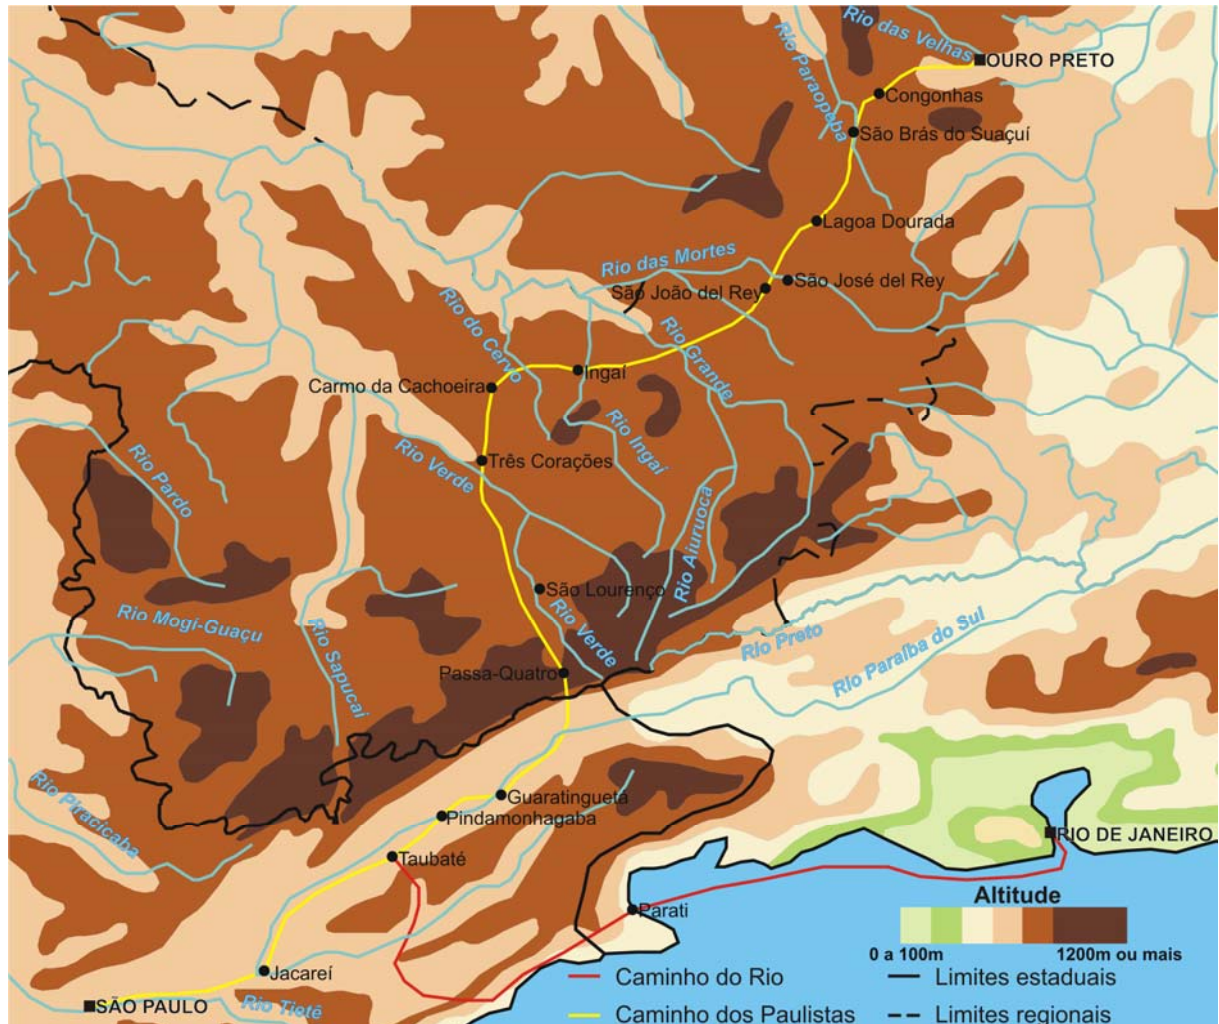 Rio das Velhas
OURO PRETO
Rio Paraopeba
Congonhas
São Brás do Suaçuí
Lagoa Dourada
Rio das Mortes
São José del Rey
São João del Rey
Rio do Cervo
Rio Grande
Ingaí
Carmo da Cachoeira
Rio Ingaí
Rio Pardo
Rio Verde
Três Corações
Rio Aiuruoca
São Lourenço
Rio Mogi-Guaçu
Rio Sapucai
Rio Verde
Rio Preto
Rio Paraíba do Sul
Passa-Quatro
Rio Piracicaba
Guaratingueta
Pindamonhagaba
Taubaté
RIO DE JANEIRO
Parati
Jacareí
SÃO PAULO
Rio Tietê
Altitude
0 a 100m
1200m ou mais
Caminho do Rio
Limites estaduais
Caminho dos Paulistas
Limites regionais